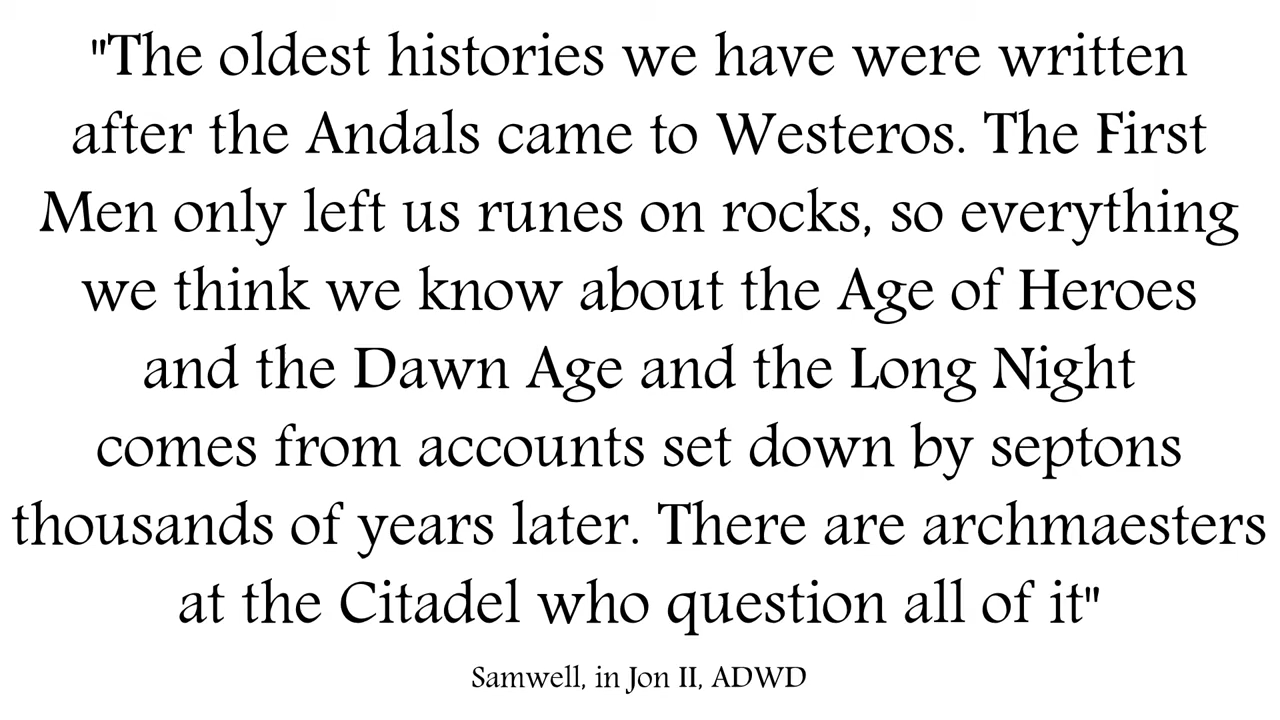 "The oldest histories we have were written
after the Andals came to Westeros. The First
Men only left us runes on rocks, so everything
we think we know about the Age of Heroes
and the Dawn Age and the Long Night
comes from accounts set down by septons
thousands of years later. There are archmaesters
at the Citadel who question all of it"
Samwell, in Jon II, ADWD